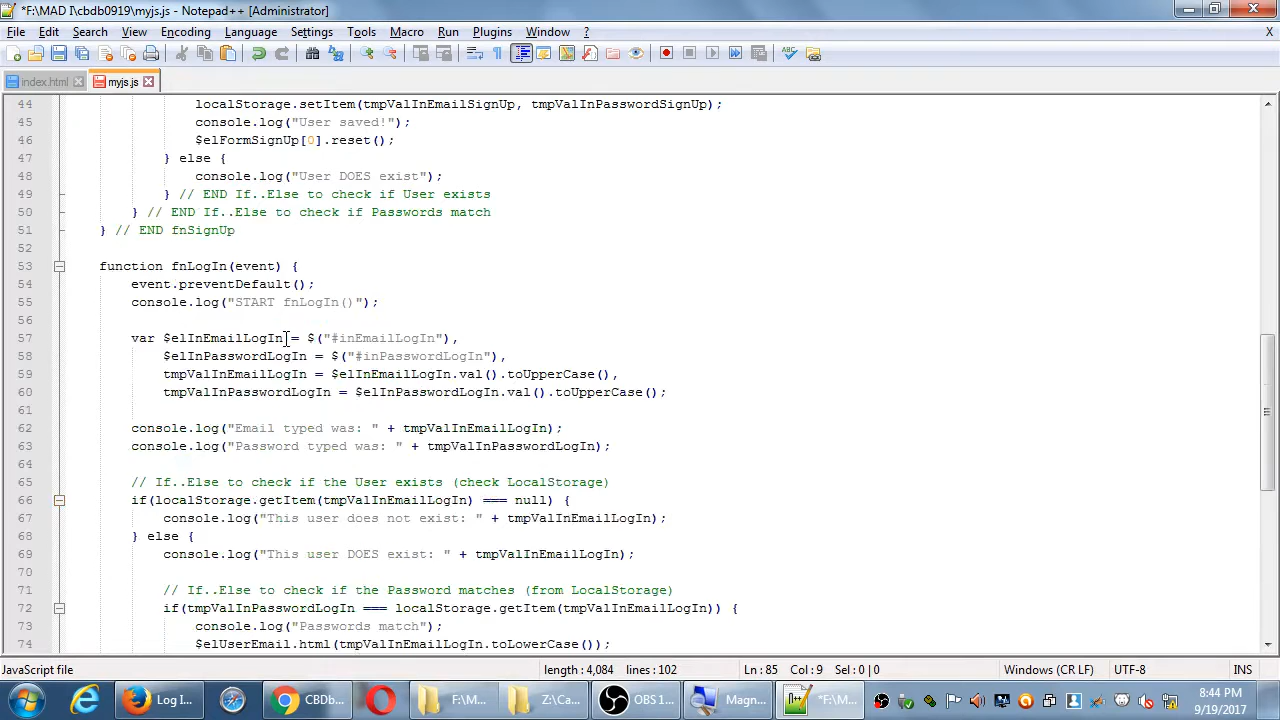 *F:\MAD I\cbdb0919\myjs.js - Notepad++ [Administrator]
File Edit Search View Encoding Language Settings Tools Macro Run Plugins Window ? X
index.html myjs.js
44 localStorage.setItem(tmpValInEmailSignUp, tmpValInPasswordSignUp);
45 console.log("User saved!");
46 $elFormSignUp[0].reset();
47 } else {
48 console.log("User DOES exist");
49 } // END If..Else to check if User exists
50 } // END If..Else to check if Passwords match
51 } // END fnSignUp
52
53 function fnLogIn(event) {
54 event.preventDefault();
55 console.log("START fnLogIn()");
56
57 var $elInEmailLogIn = $("#inEmailLogIn"),
58 $elInPasswordLogIn = $("#inPasswordLogIn"),
59 tmpValInEmailLogIn = $elInEmailLogIn.val().toUpperCase(),
60 tmpValInPasswordLogIn = $elInPasswordLogIn.val().toUpperCase();
61
62 console.log("Email typed was: " + tmpValInEmailLogIn);
63 console.log("Password typed was: " + tmpValInPasswordLogIn);
64
65 // If..Else to check if the User exists (check LocalStorage)
66 if(localStorage.getItem(tmpValInEmailLogIn) === null) {
67 console.log("This user does not exist: " + tmpValInEmailLogIn);
68 } else {
69 console.log("This user DOES exist: " + tmpValInEmailLogIn);
70
71 // If..Else to check if the Password matches (from LocalStorage)
72 if(tmpValInPasswordLogIn === localStorage.getItem(tmpValInEmailLogIn)) {
73 console.log("Passwords match");
74 $elUserEmail.html(tmpValInEmailLogIn.toLowerCase());
JavaScript file length : 4,084 lines : 102 Ln : 85 Col : 9 Sel : 0 | 0 Windows (CR LF) UTF-8 INS
Log I... CBDb... F:\M... Z:\Ca... OBS 1... Magn... *F:\M... 8:44 PM
9/19/2017